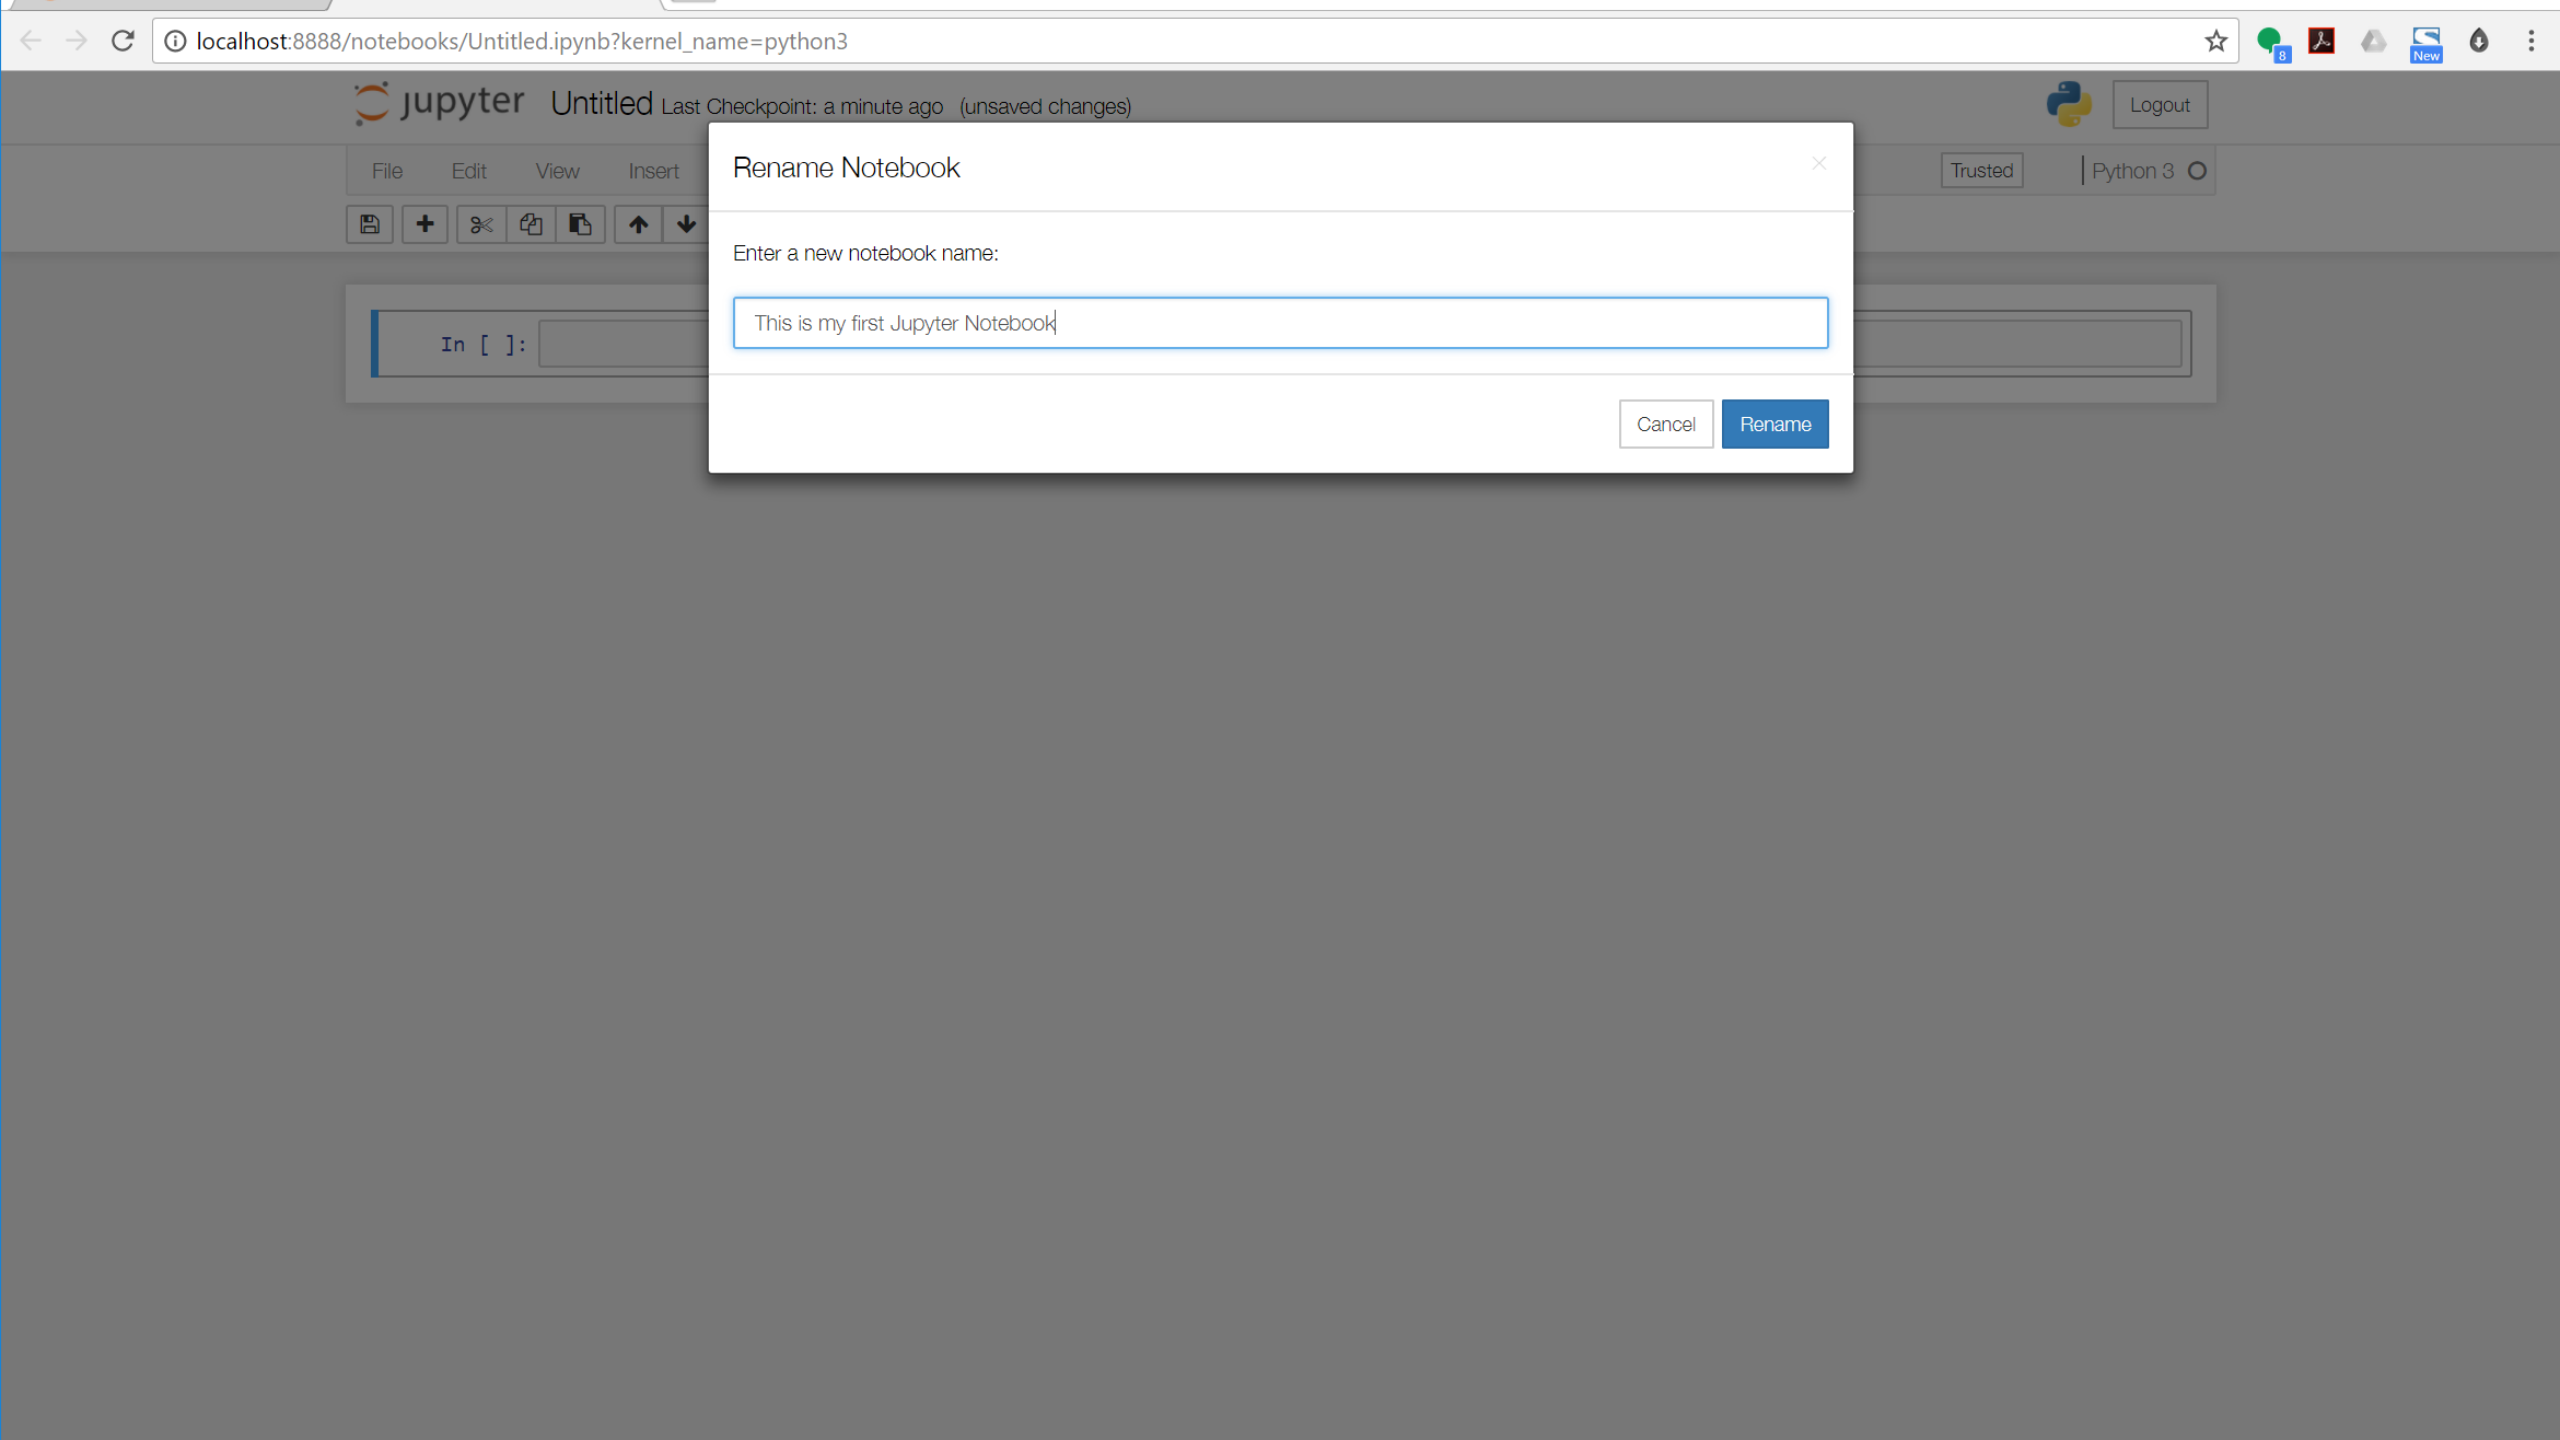 localhost:8888/notebooks/Untitled.ipynb?kernel_name=python3
8
New
jupyter Untitled Last Checkpoint: a minute ago (unsaved changes)
Logout
File Edit View Insert
Trusted
Python 3
Rename Notebook
×
Enter a new notebook name:
This is my first Jupyter Notebook
In [ ]:
Cancel Rename